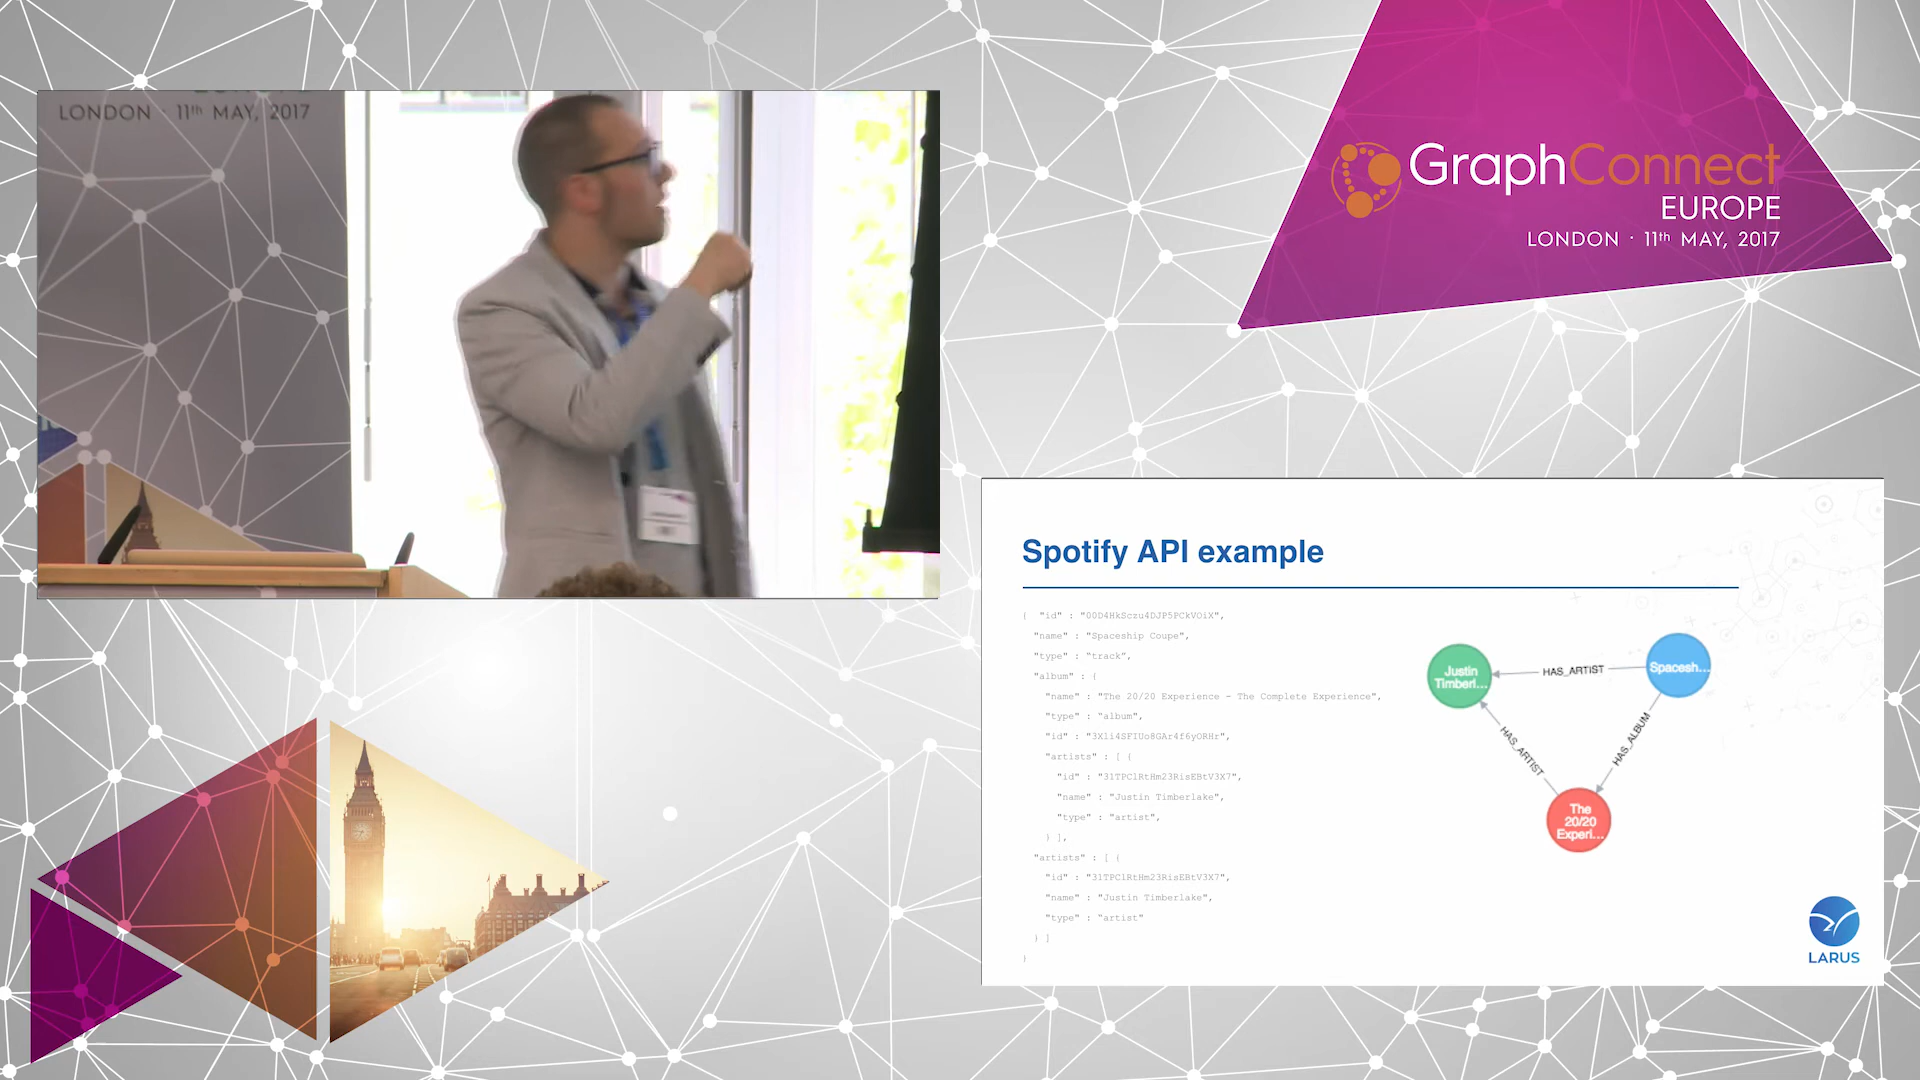 LONDON · 11th MAY, 2017
GraphConnect
EUROPE
LONDON · 11th MAY, 2017
Spotify API example
{ "id" : "00D4HkSczu4DJP5PCkVOiX",
"name" : "Spaceship Coupe",
"type" : "track",
"album" : {
"name" : "The 20/20 Experience - The Complete Experience",
"type" : "album",
"id" : "3Xli4SFTUo8GAr4f6yORHr",
"artists" : [ {
"id" : "31TPClRtHm23RisEBtV3X7",
"name" : "Justin Timberlake",
"type" : "artist",
} ],
"artists" : [ {
"id" : "31TPClRtHm23RisEBtV3X7",
"name" : "Justin Timberlake",
"type" : "artist"
} ]
}
Justin
Timberl...
HAS_ARTIST
Spacesh...
HAS_ARTIST
HAS_ALBUM
The
20/20
Experi...
LARUS